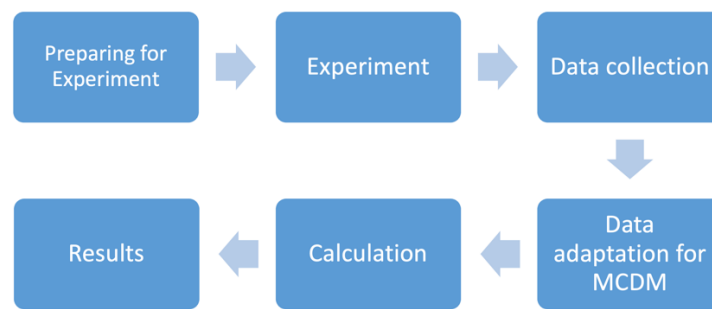 Preparing for
Experiment
Experiment
Data collection
Data
adaptation for
MCDM
Calculation
Results